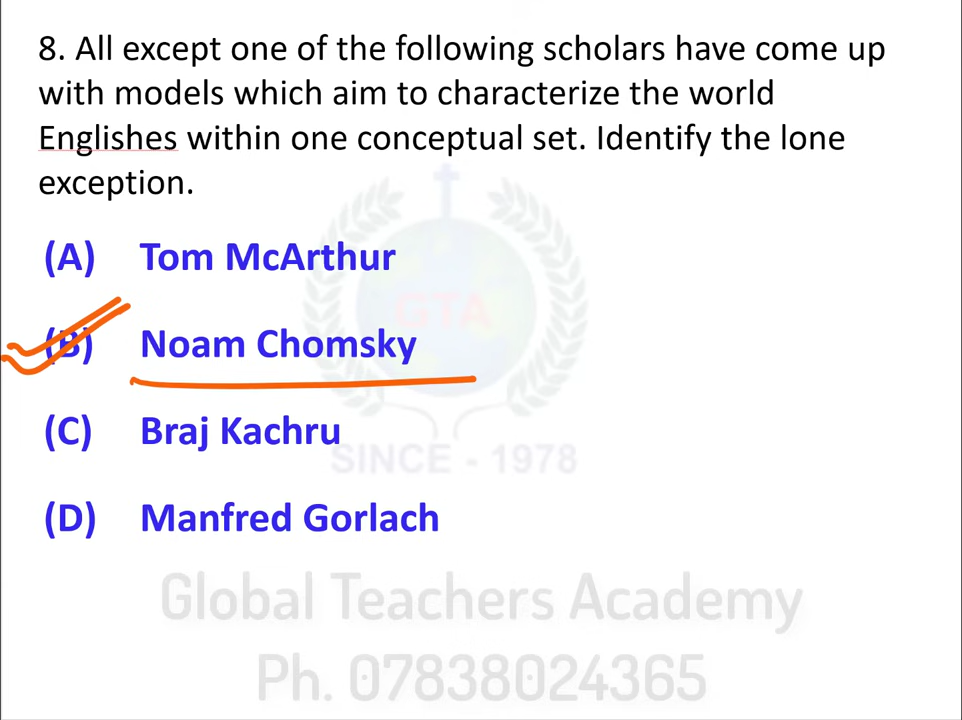 8. All except one of the following scholars have come up
with models which aim to characterize the world
Englishes within one conceptual set. Identify the lone
exception.
(A) Tom McArthur
GTA
(B) Noam Chomsky
(C) Braj Kachru
SINCE - 1978
(D) Manfred Gorlach
Global Teachers Academy
Ph. 07838024365